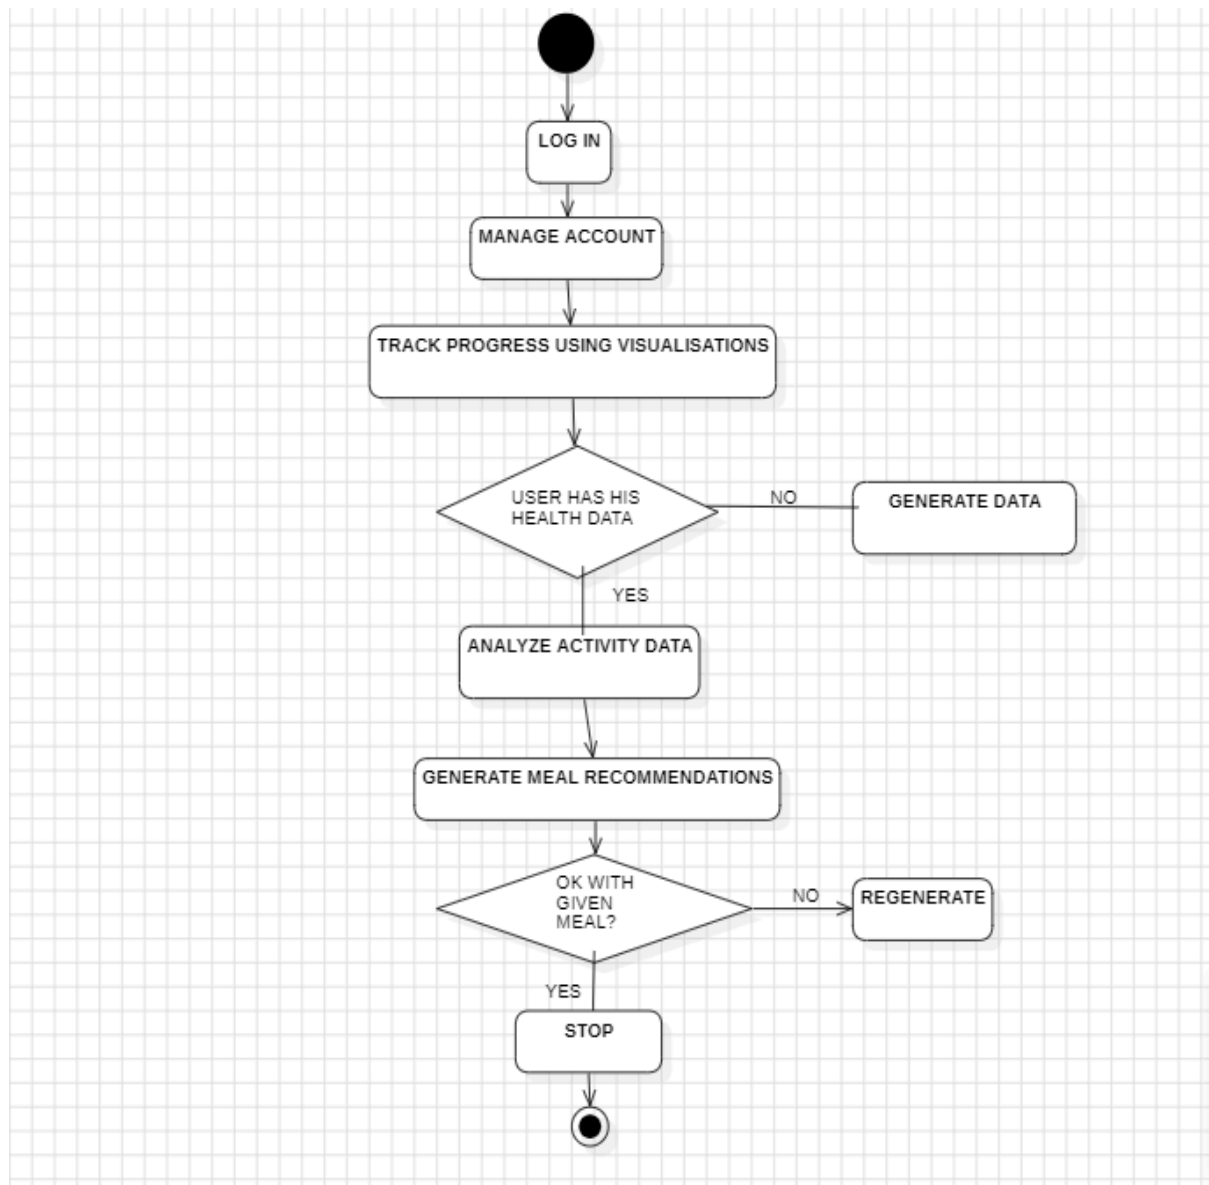 LOG IN
MANAGE ACCOUNT
TRACK PROGRESS USING VISUALISATIONS
USER HAS HIS
HEALTH DATA
NO
GENERATE DATA
YES
ANALYZE ACTIVITY DATA
GENERATE MEAL RECOMMENDATIONS
OK WITH
GIVEN
MEAL?
NO
REGENERATE
YES
STOP